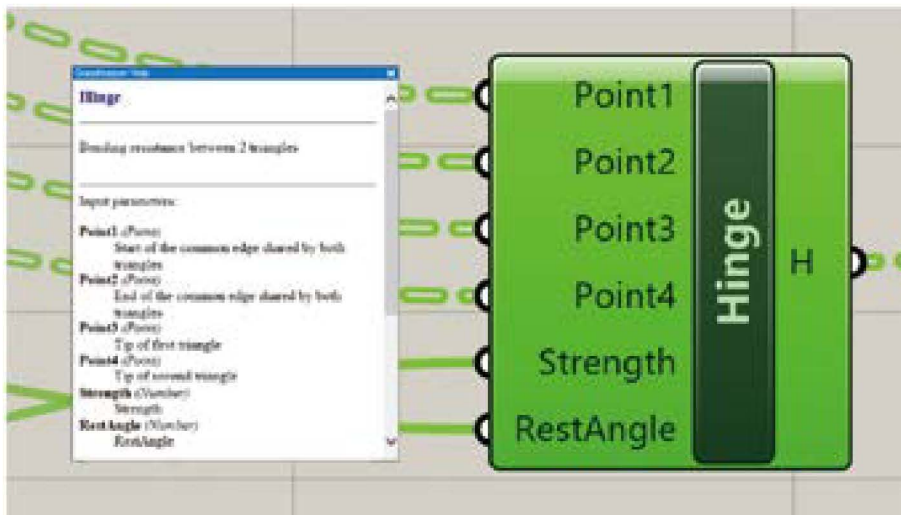 Hinge
Bending resistance between 2 triangles
Input parameters:
Point1 (Point)
Start of the common edge shared by both
triangles
Point2 (Point)
End of the common edge shared by both
triangles
Point3 (Point)
Tip of first triangle
Point4 (Point)
Tip of second triangle
Strength (Number)
Strength
RestAngle (Number)
RestAngle
Point1
Point2
Point3
Point4
Strength
RestAngle
Hinge
H